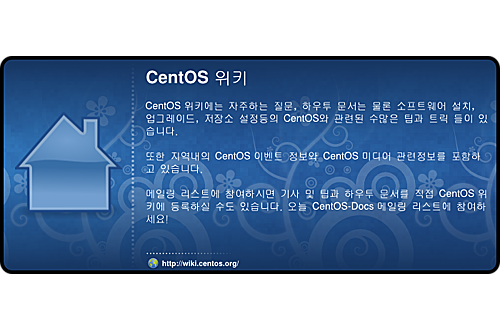 CentOS 위키
CentOS 위키에는 자주하는 질문, 하우투 문서는 물론 소프트웨어 설치,
업그레이드, 저장소 설정등의 CentOS와 관련된 수많은 팁과 트릭 들이 있
습니다.
또한 지역내의 CentOS 이벤트 정보와 CentOS 미디어 관련정보를 포함하
고 있습니다.
메일링 리스트에 참여하시면 기사 및 팁과 하우투 문서를 직접 CentOS 위
키에 등록하실 수도 있습니다. 오늘 CentOS-Docs 메일링 리스트에 참여하
세요!
http://wiki.centos.org/